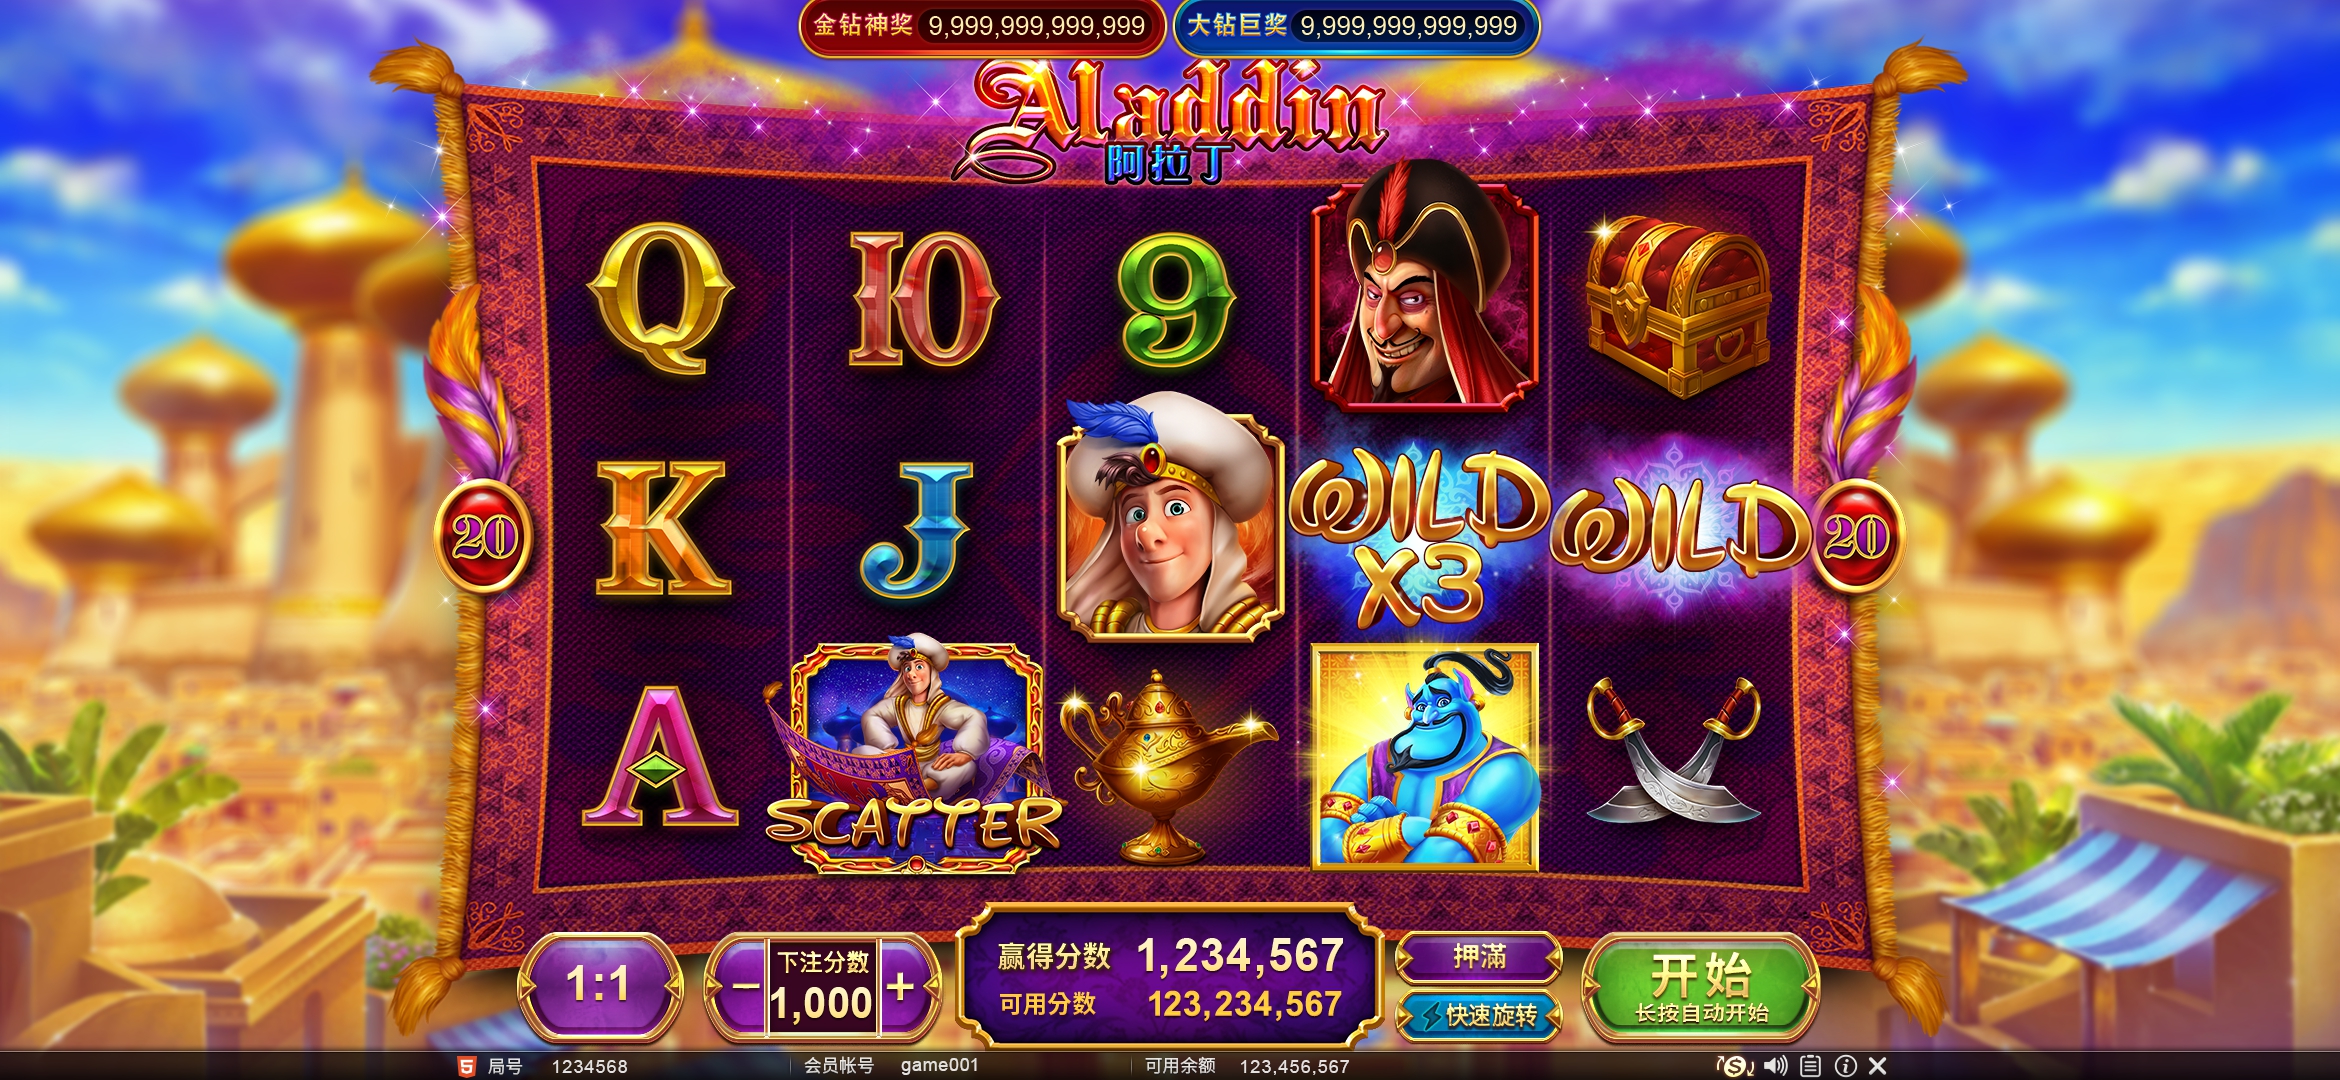 金钻神奖 9,999,999,999,999
大钻巨奖 9,999,999,999,999
Aladdin
阿拉丁
Q 10 9
K J WILD X3 WILD
20 20
A SCATTER
1:1
下注分数
− 1,000 +
赢得分数 1,234,567
可用分数 123,234,567
押滿
快速旋转
开始
长按自动开始
5 局号 1234568 会员帐号 game001 可用余额 123,456,567